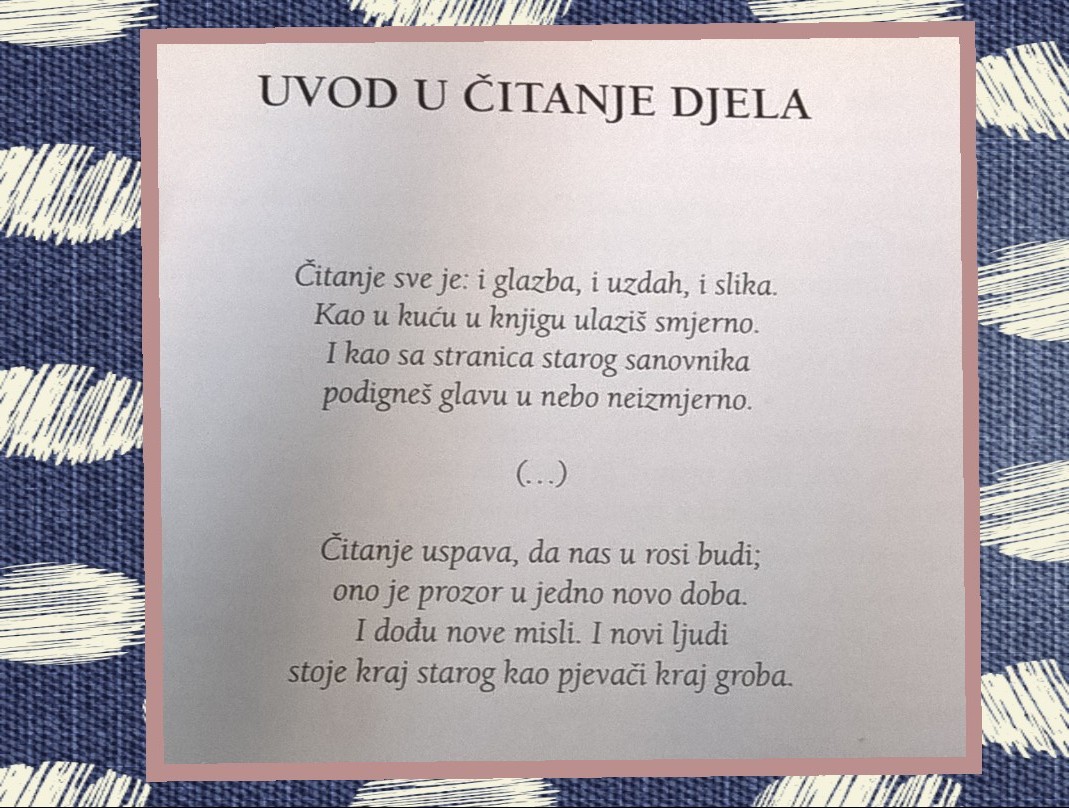 UVOD U ČITANJE DJELA
Čitanje sve je: i glazba, i uzdah, i slika.
Kao u kuću u knjigu ulaziš smjerno.
I kao sa stranica starog sanovnika
podigneš glavu u nebo neizmjerno.
(...)
Čitanje uspava, da nas u rosi budi;
ono je prozor u jedno novo doba.
I dođu nove misli. I novi ljudi
stoje kraj starog kao pjevači kraj groba.